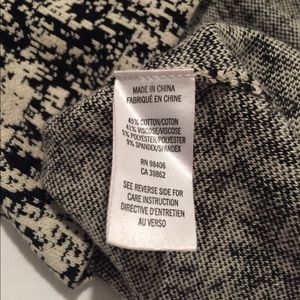 MADE IN CHINA
FABRIQUÉ EN CHINE
45% COTTON/COTON
41% VISCOSE/VISCOSE
5% POLYESTER/POLYESTER
9% SPANDEX/SPANDEX
RN 98406
CA 39862
SEE REVERSE SIDE FOR
CARE INSTRUCTION
DIRECTIVE D'ENTRETIEN
AU VERSO